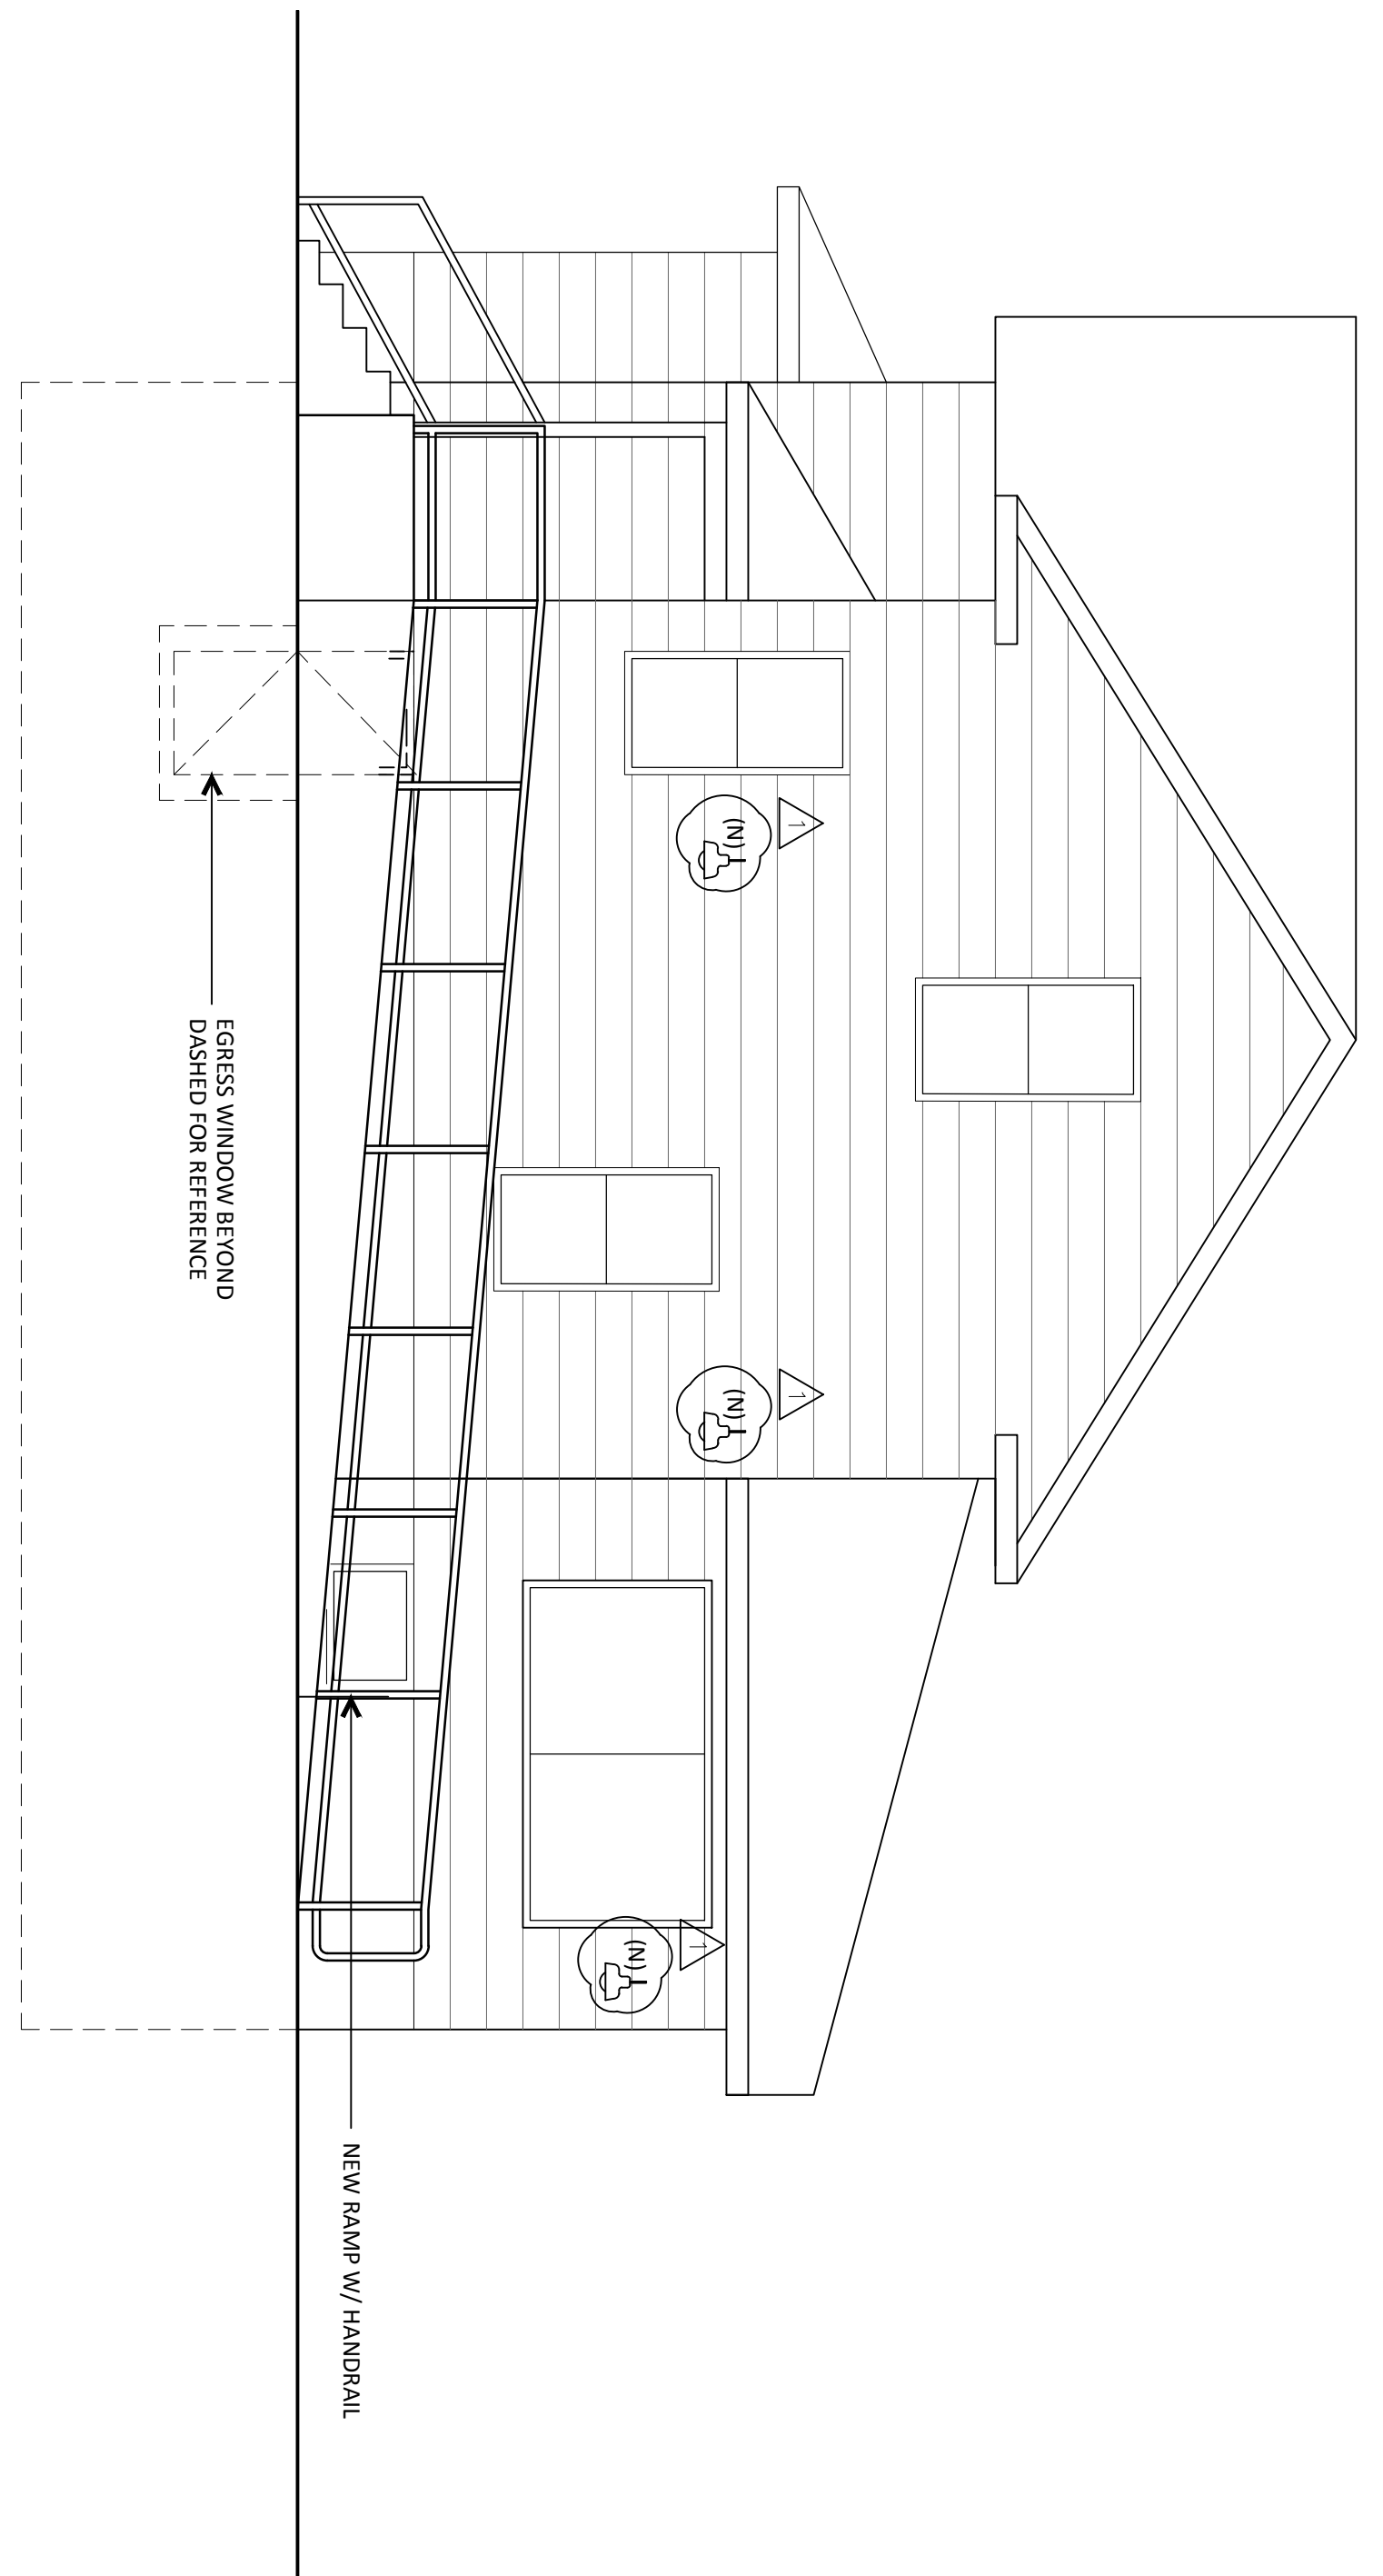 1
(N)
1
(N)
1
(N)
EGRESS WINDOW BEYOND
DASHED FOR REFERENCE
NEW RAMP W/ HANDRAIL